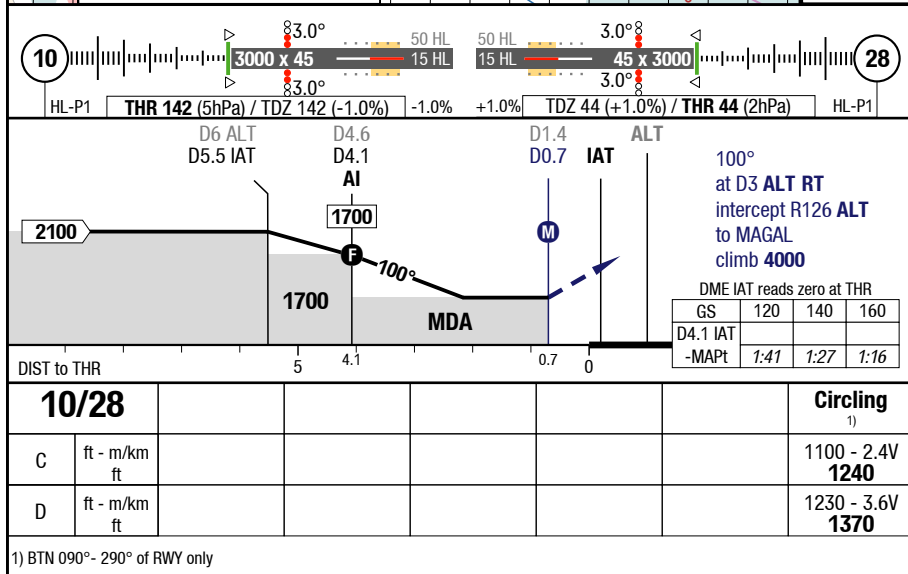 3.0° 50 HL 50 HL 3.0°
10 3000 x 45 15 HL 15 HL 45 x 3000 28
3.0° 3.0°
HL-P1 THR 142 (5hPa) / TDZ 142 (-1.0%) -1.0% +1.0% TDZ 44 (+1.0%) / THR 44 (2hPa) HL-P1
D6 ALT D4.6 D1.4 ALT
D5.5 IAT D4.1 D0.7 IAT
AI
1700
2100
F
100°
M
1700
MDA
100°
at D3 ALT RT
intercept R126 ALT
to MAGAL
climb 4000
DME IAT reads zero at THR
GS 120 140 160
D4.1 IAT
-MAPt 1:41 1:27 1:16
DIST to THR 5 4.1 0.7 0
10/28 Circling
1)
C ft - m/km 1100 - 2.4V
ft 1240
D ft - m/km 1230 - 3.6V
ft 1370
1) BTN 090°- 290° of RWY only